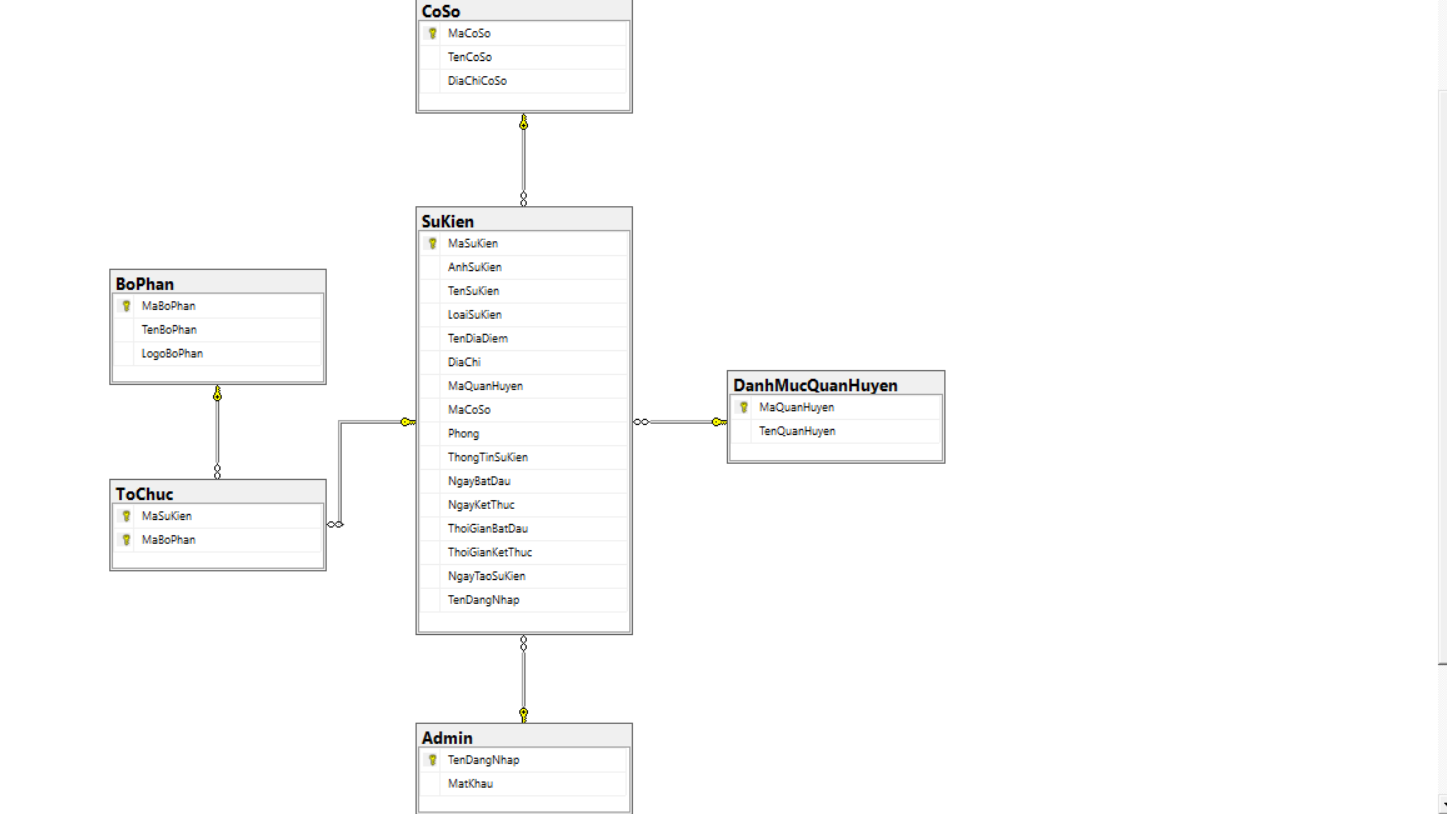 CoSo
MaCoSo
TenCoSo
DiaChiCoSo
SuKien
MaSuKien
AnhSuKien
TenSuKien
LoaiSuKien
TenDiaDiem
DiaChi
MaQuanHuyen
MaCoSo
Phong
ThongTinSuKien
NgayBatDau
NgayKetThuc
ThoiGianBatDau
ThoiGianKetThuc
NgayTaoSuKien
TenDangNhap
BoPhan
MaBoPhan
TenBoPhan
LogoBoPhan
ToChuc
MaSuKien
MaBoPhan
DanhMucQuanHuyen
MaQuanHuyen
TenQuanHuyen
Admin
TenDangNhap
MatKhau